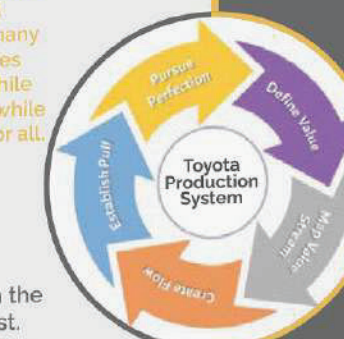 many
es
while
while
or all.
Pursue
Perfection
Define Value
Map Value
Stream
Create Flow
Establish Pull
Toyota
Production
System
n the
st.